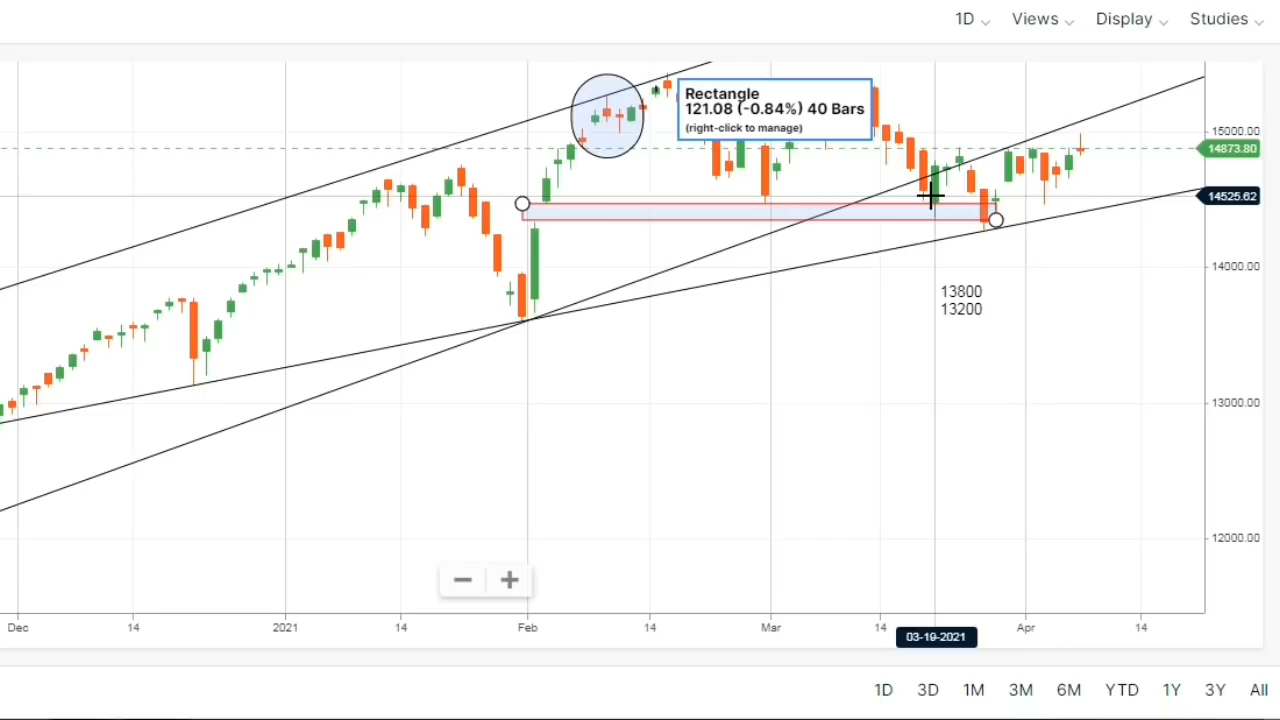 1D Views Display Studies
Rectangle
121.08 (-0.84%) 40 Bars
(right-click to manage)
15000.00
14873.80
14525.62
14000.00
13800
13200
13000.00
12000.00
Dec 14 2021 14 Feb 14 Mar 14 Apr 14
03-19-2021
1D 3D 1M 3M 6M YTD 1Y 3Y All